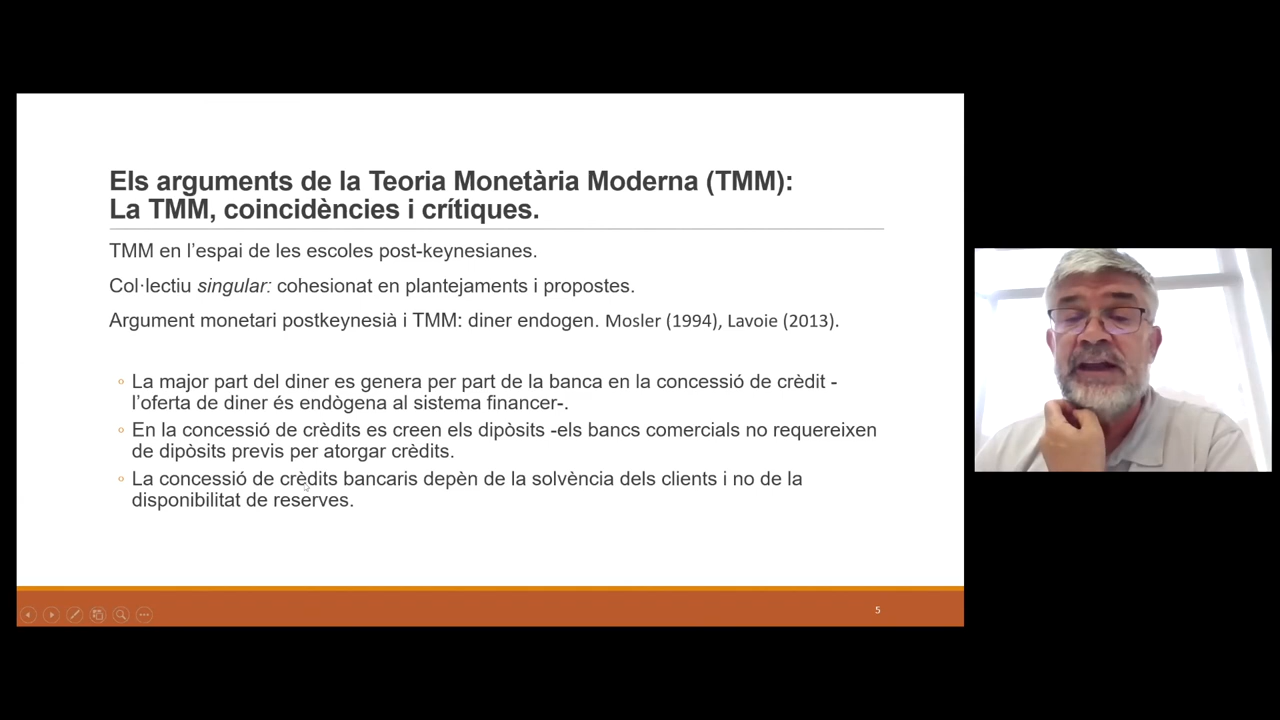 Els arguments de la Teoria Monetària Moderna (TMM):
La TMM, coincidències i crítiques.
TMM en l’espai de les escoles post-keynesianes.
Col·lectiu singular: cohesionat en plantejaments i propostes.
Argument monetari postkeynesià i TMM: diner endogen. Mosler (1994), Lavoie (2013).
◦ La major part del diner es genera per part de la banca en la concessió de crèdit -
l’oferta de diner és endògena al sistema financer-.
◦ En la concessió de crèdits es creen els dipòsits -els bancs comercials no requereixen
de dipòsits previs per atorgar crèdits.
◦ La concessió de crèdits bancaris depèn de la solvència dels clients i no de la
disponibilitat de reserves.
5